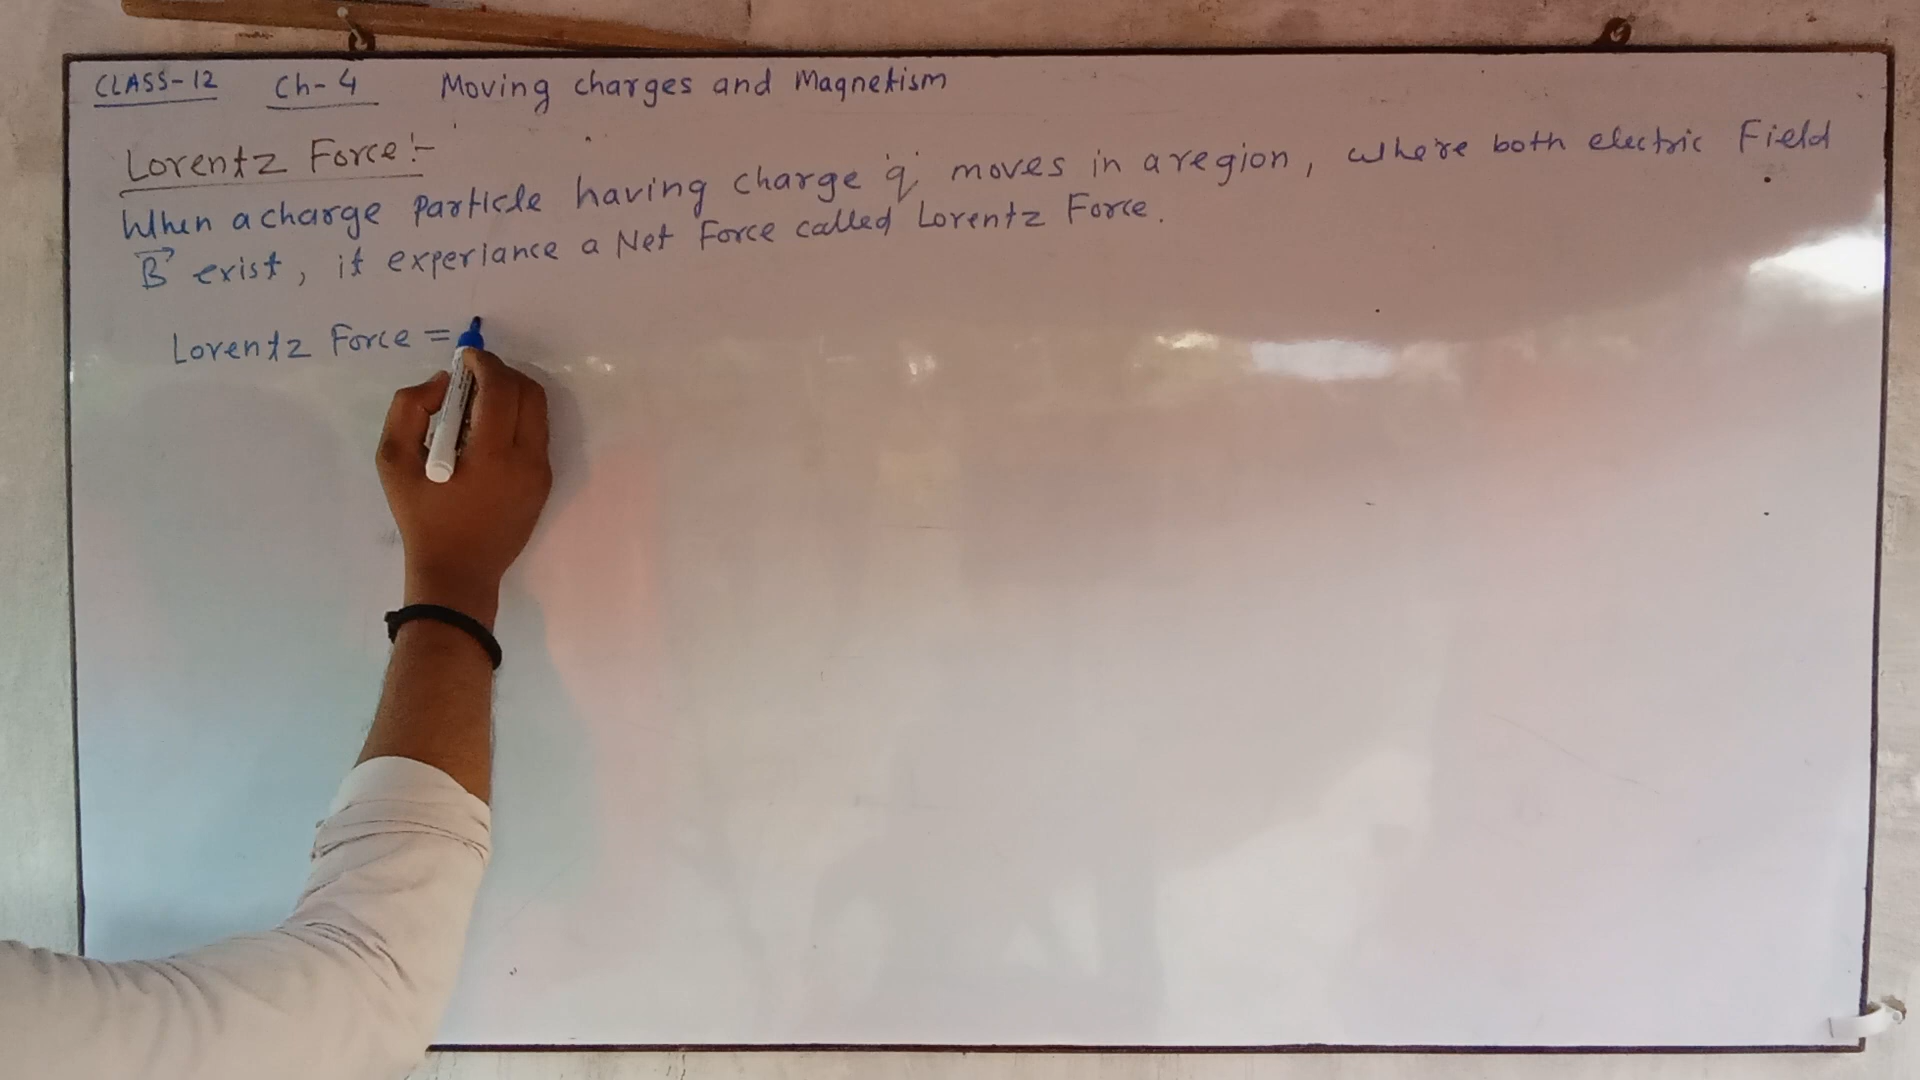 CLASS-12 Ch-4 Moving charges and Magnetism
Lorentz Force:-
When a charge Particle having charge 'q' moves in a region, where both electric Field
B⃗ exist, it experiance a Net Force called Lorentz Force.
Lorentz Force =